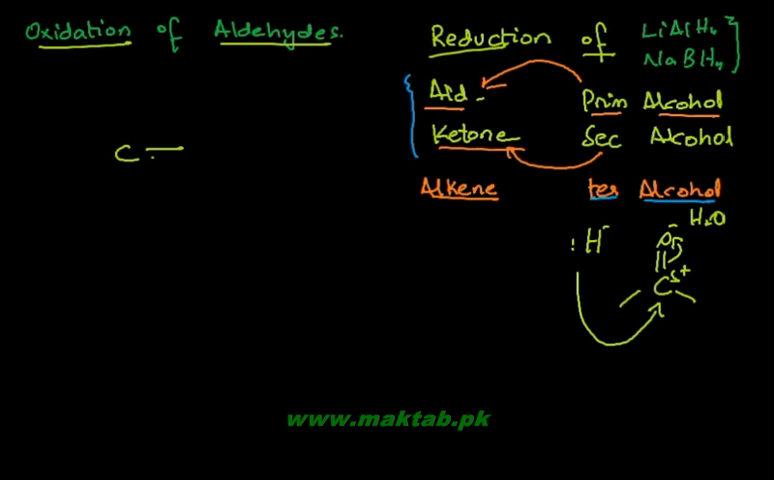 Oxidation of Aldehydes.
C
Reduction of LiAlH4
NaBH4
Ald - Prim Alcohol
Ketone Sec Alcohol
Alkene ter Alcohol
H2O
:H- O-
C δ+
www.maktab.pk